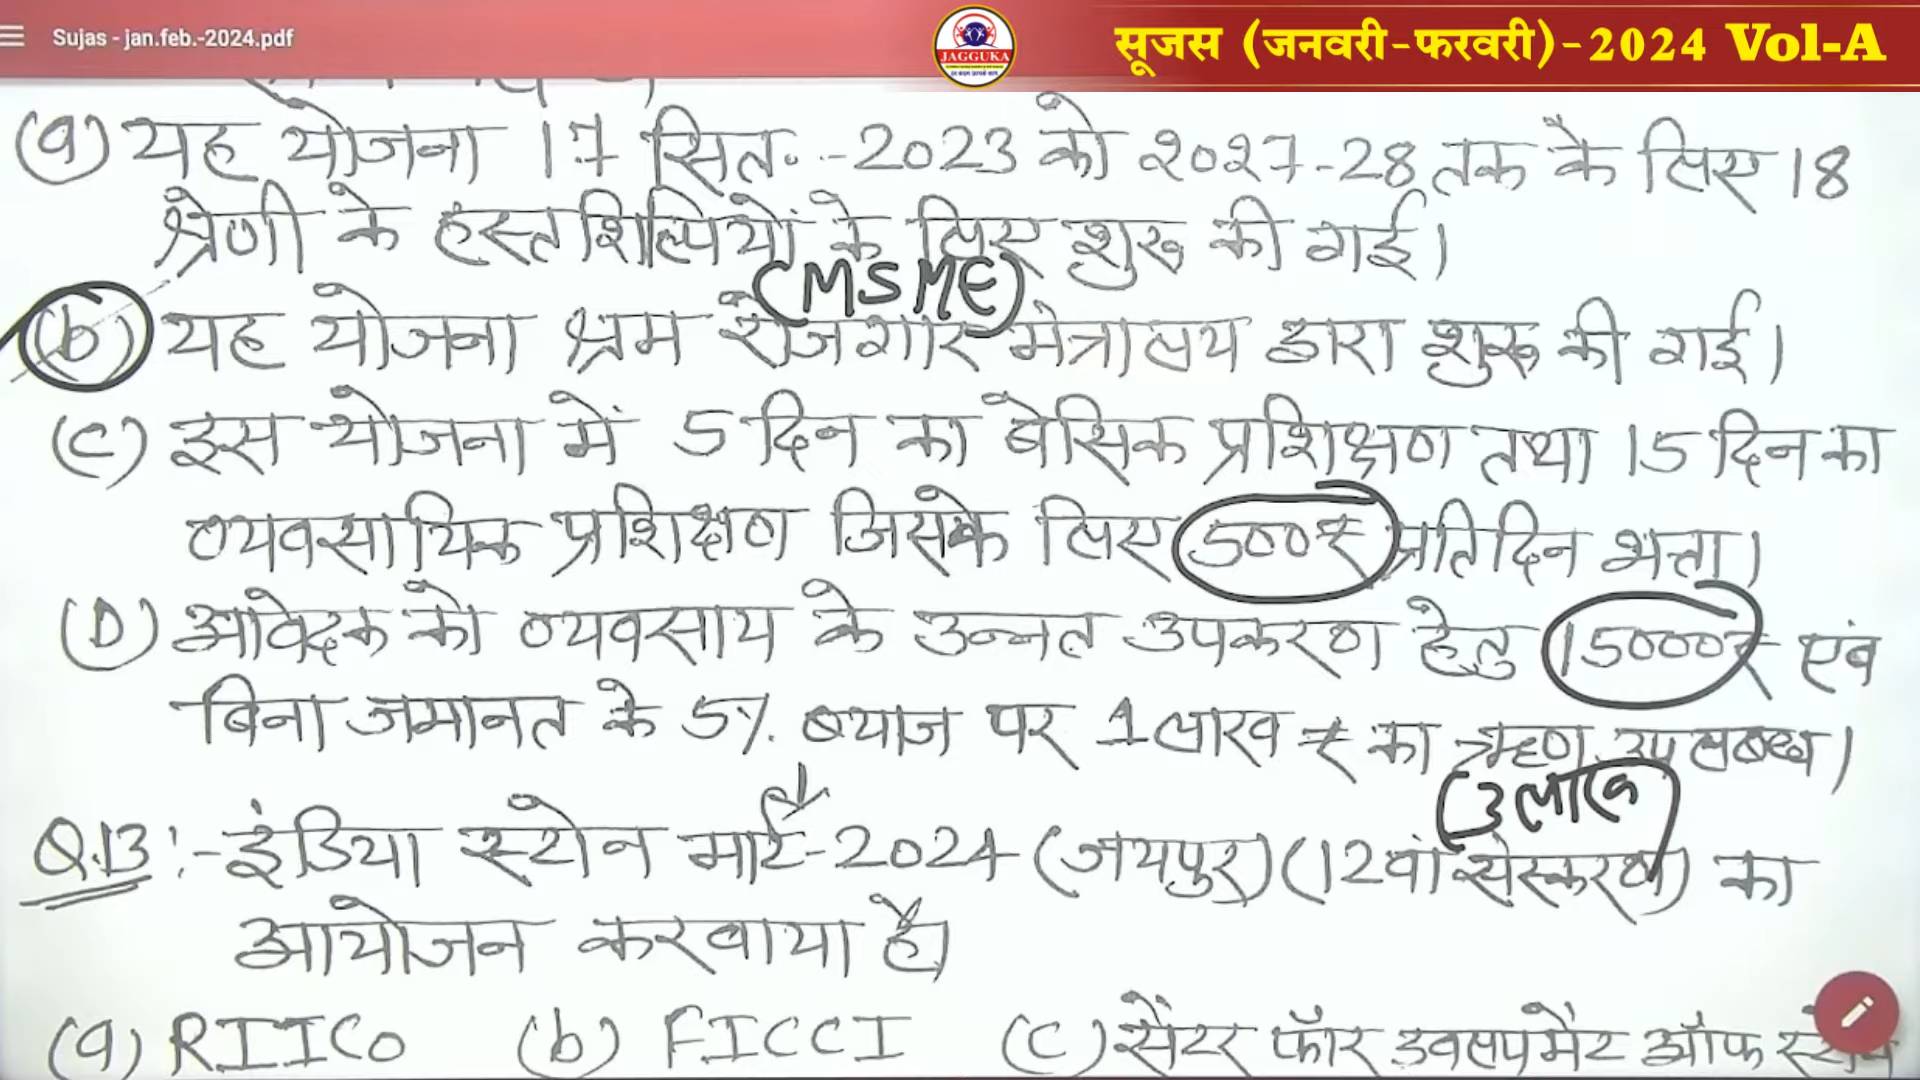 Sujas - jan.feb.-2024.pdf
JAGGUKA
सूजस (जनवरी-फरवरी)-2024 Vol-A
(a) यह योजना 17 सित.-2023 को 2027-28 तक के लिए 18
श्रेणी के हस्तशिल्पियों के लिए शुरू की गई।
(MSME)
(b) यह योजना श्रम रोजगार मंत्रालय द्वारा शुरू की गई।
(C) इस योजना में 5 दिन का बेसिक प्रशिक्षण तथा 15 दिन का
व्यवसायिक प्रशिक्षण जिसके लिए 500₹ प्रतिदिन भत्ता।
(D) आवेदक को व्यवसाय के उन्नत उपकरण हेतु 15000₹ एंव
बिना जमानत के 5% ब्याज पर 1 लाख ₹ का ऋण उपलब्ध।
(3 लाख)
Q.13:- इंडिया स्टोन मार्ट-2024 (जयपुर) (12वां संस्करण) का
आयोजन करवाया है।
(a) RIICo (b) FICCI (C) सेंटर फॉर डवलपमेंट ऑफ स्टोन